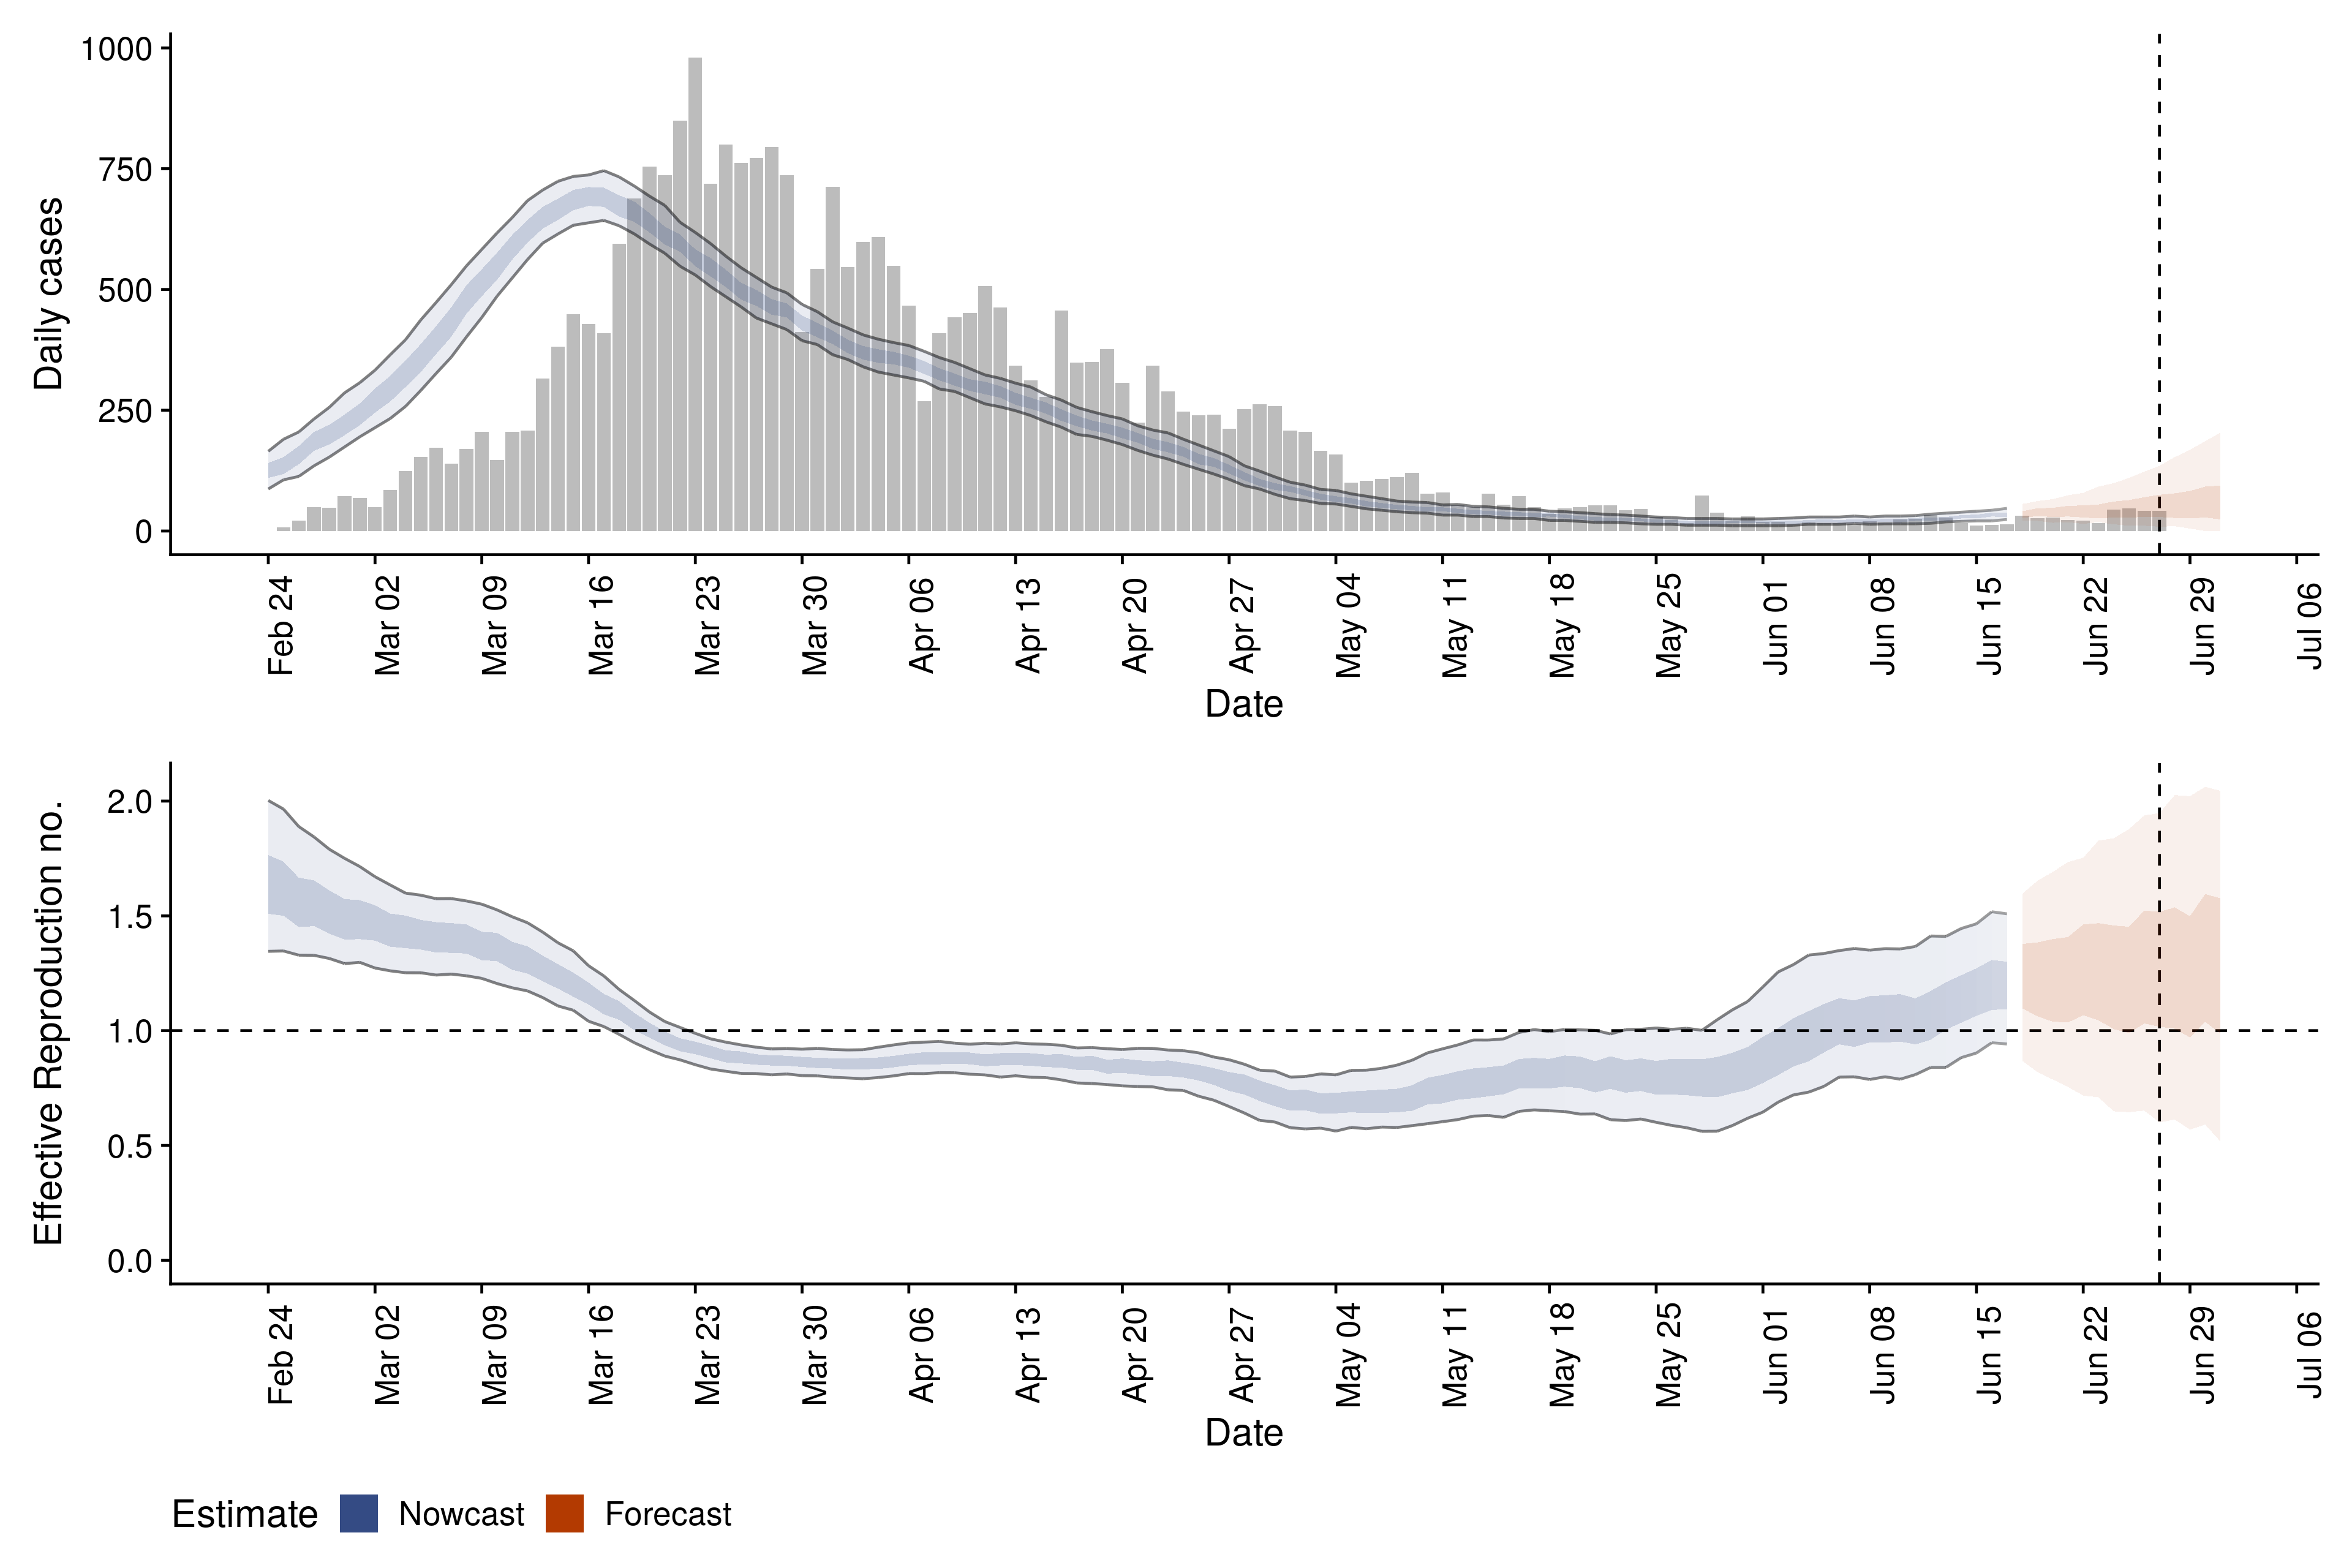 1000
750
500
250
0
Daily cases
Feb 24 Mar 02 Mar 09 Mar 16 Mar 23 Mar 30 Apr 06 Apr 13 Apr 20 Apr 27 May 04 May 11 May 18 May 25 Jun 01 Jun 08 Jun 15 Jun 22 Jun 29 Jul 06
Date
2.0
1.5
1.0
0.5
0.0
Effective Reproduction no.
Feb 24 Mar 02 Mar 09 Mar 16 Mar 23 Mar 30 Apr 06 Apr 13 Apr 20 Apr 27 May 04 May 11 May 18 May 25 Jun 01 Jun 08 Jun 15 Jun 22 Jun 29 Jul 06
Date
Estimate Nowcast Forecast